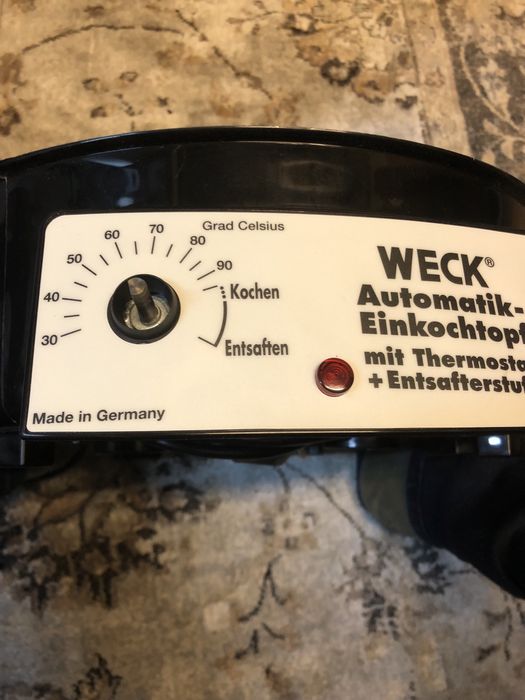 Grad Celsius
30
40
50
60
70
80
90
Kochen
Entsaften
Made in Germany
WECK®
Automatik-
Einkochtopf
mit Thermosta
+ Entsafterstuf